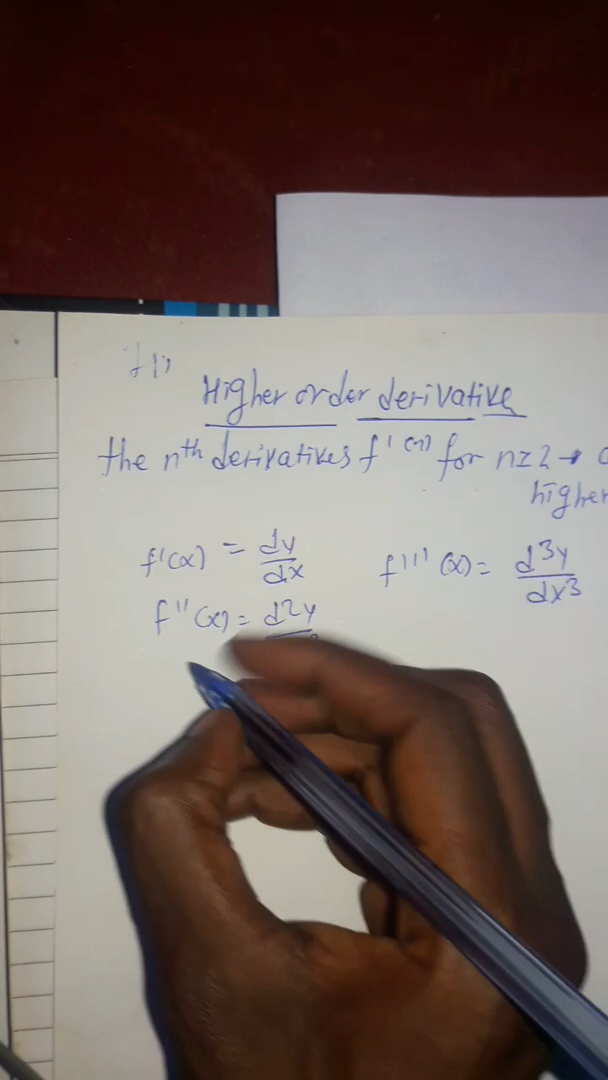 Higher order derivative
the nth derivatives f'(n) for n≥2 →
higher
f'(x) = dy/dx
f'''(x) = d3y/dx3
f''(x) = d2y